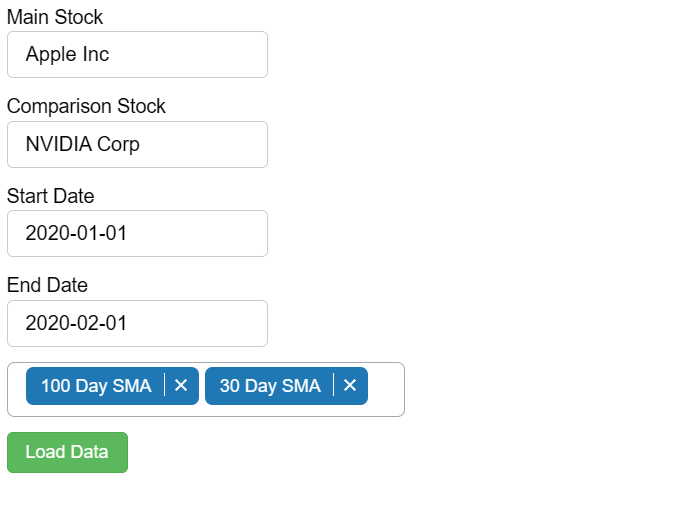 Main Stock
Apple Inc
Comparison Stock
NVIDIA Corp
Start Date
2020-01-01
End Date
2020-02-01
100 Day SMA × 30 Day SMA ×
Load Data